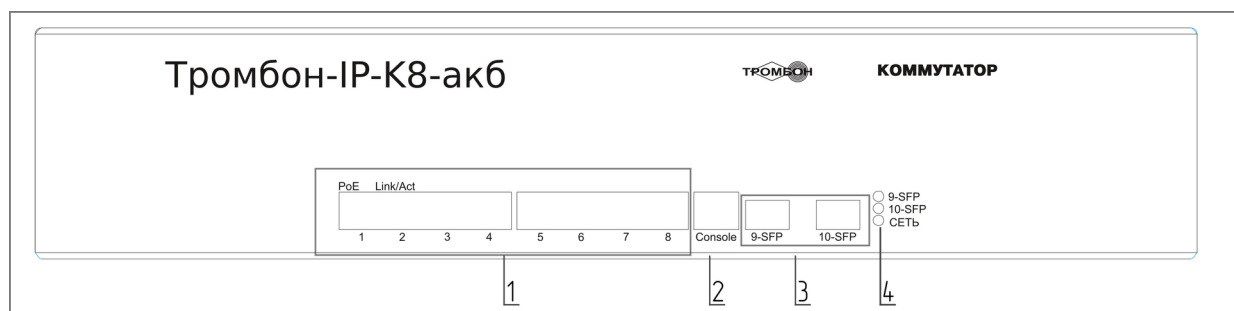 Тромбон-IP-K8-акб
ТРОМБОН
КОММУТАТОР
PoE Link/Act
9-SFP
10-SFP
СЕТЬ
1 2 3 4 5 6 7 8 Console 9-SFP 10-SFP
1 2 3 4